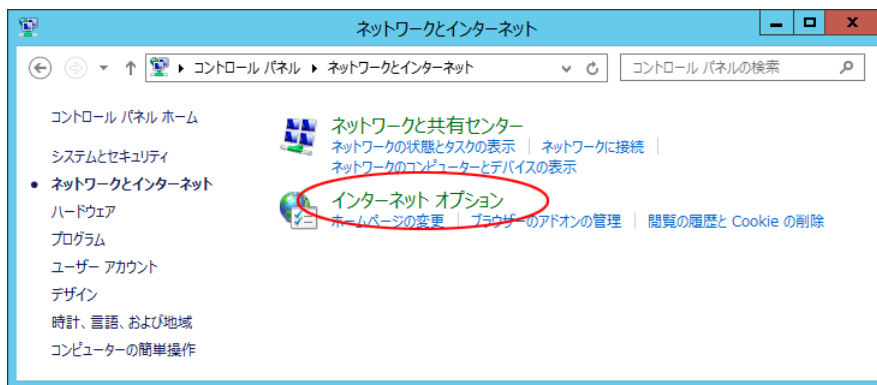 ネットワークとインターネット
コントロール パネル ネットワークとインターネット コントロール パネルの検索
コントロール パネル ホーム
システムとセキュリティ
ネットワークとインターネット
ハードウェア
プログラム
ユーザー アカウント
デザイン
時計、言語、および地域
コンピューターの簡単操作
ネットワークと共有センター
ネットワークの状態とタスクの表示 ネットワークに接続
ネットワークのコンピューターとデバイスの表示
インターネット オプション
ホームページの変更 ブラウザーのアドオンの管理 閲覧の履歴と Cookie の削除